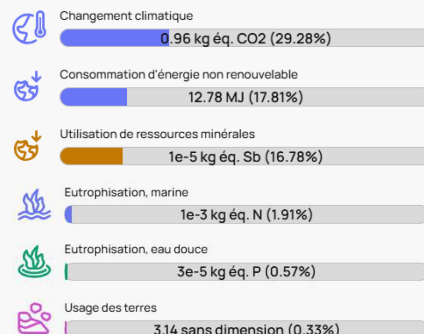 Changement climatique
0.96 kg éq. CO2 (29.28%)
Consommation d'énergie non renouvelable
12.78 MJ (17.81%)
Utilisation de ressources minérales
1e-5 kg éq. Sb (16.78%)
Eutrophisation, marine
1e-3 kg éq. N (1.91%)
Eutrophisation, eau douce
3e-5 kg éq. P (0.57%)
Usage des terres
3.14 sans dimension (0.33%)